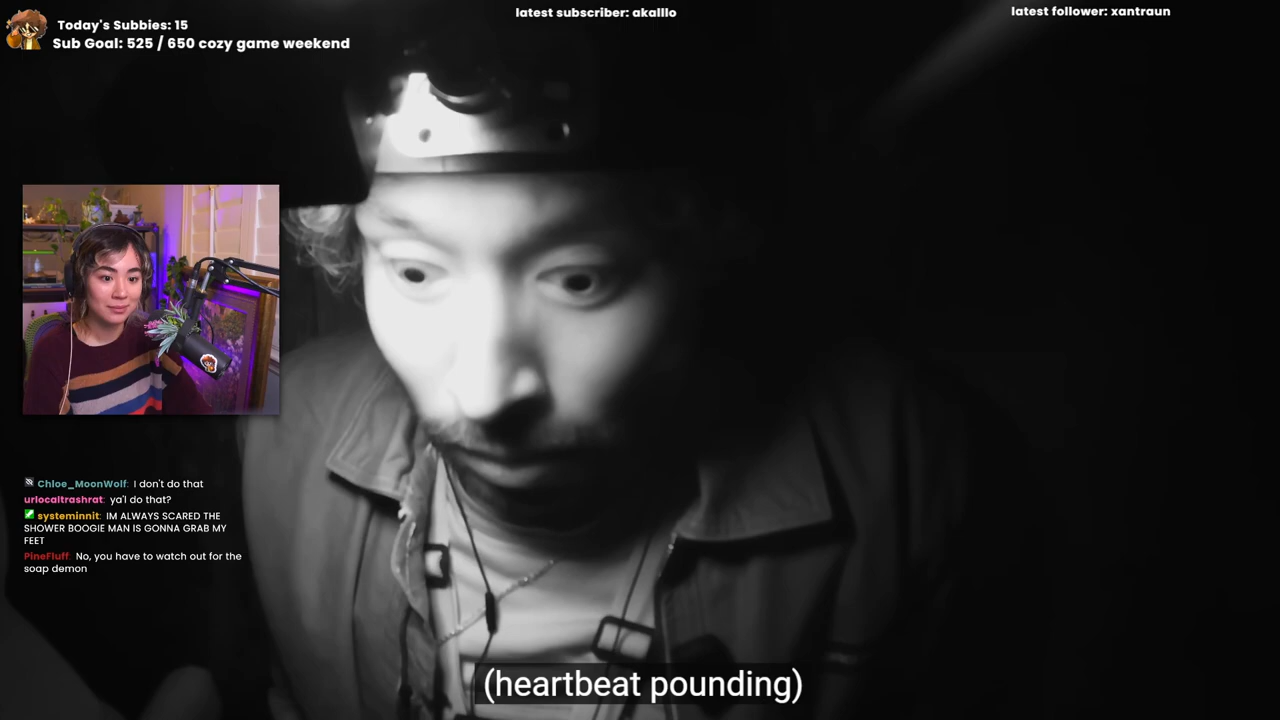 Today's Subbies: 15
Sub Goal: 525 / 650 cozy game weekend
latest subscriber: akalllo
latest follower: xantraun
Chloe_MoonWolf: I don't do that
urlocaltrashrat: ya'l do that?
systeminnit: IM ALWAYS SCARED THE
SHOWER BOOGIE MAN IS GONNA GRAB MY
FEET
PineFluff: No, you have to watch out for the
soap demon
(heartbeat pounding)